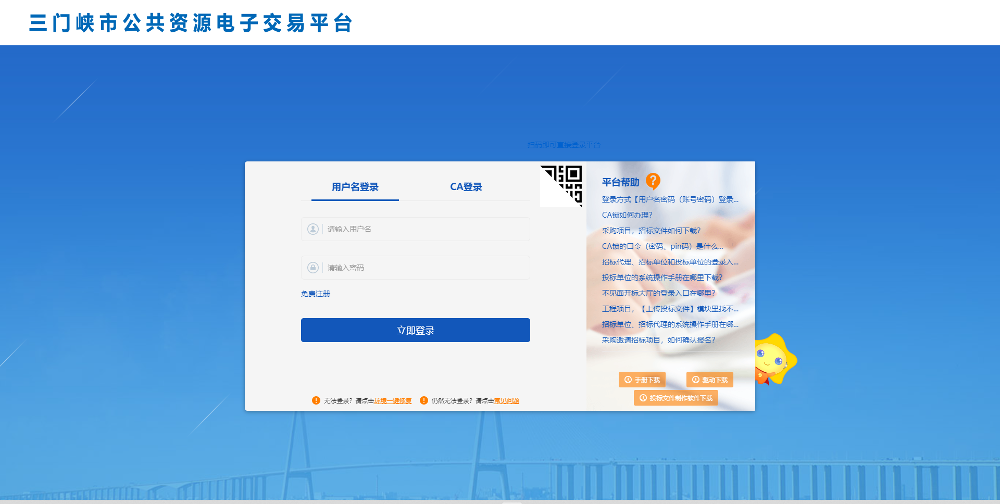 三门峡市公共资源电子交易平台
扫码即可直接登录平台
用户名登录
CA登录
请输入用户名
请输入密码
免费注册
立即登录
无法登录？请点击环境一键修复
仍然无法登录？请点击常见问题
平台帮助
登录方式【用户名密码（账号密码）登录...
CA锁如何办理？
采购项目，招标文件如何下载？
CA锁的口令（密码、pin码）是什么...
招标代理、招标单位和投标单位的登录入...
投标单位的系统操作手册在哪里下载？
不见面开标大厅的登录入口在哪里？
工程项目，【上传投标文件】模块里找不...
招标单位、招标代理的系统操作手册在哪...
采购邀请招标项目，如何确认报名？
手册下载
驱动下载
投标文件制作软件下载